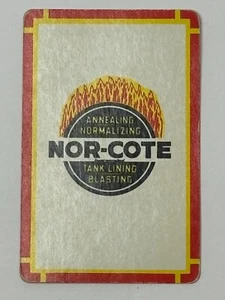 ANNEALING
NORMALIZING
NOR-COTE
TANK LINING
BLASTING